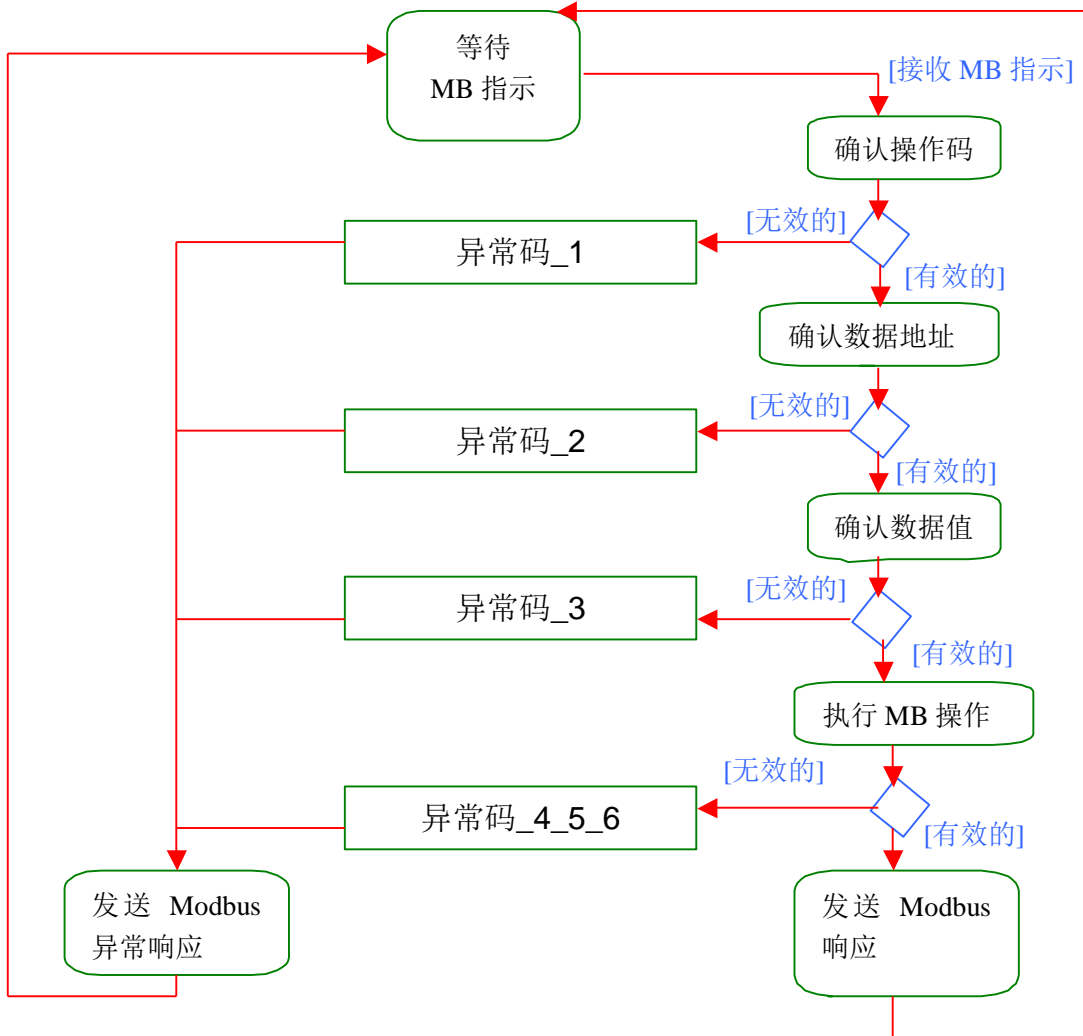 等待
MB 指示
[接收 MB 指示]
确认操作码
[无效的]
异常码_1
[有效的]
确认数据地址
[无效的]
异常码_2
[有效的]
确认数据值
[无效的]
异常码_3
[有效的]
执行 MB 操作
[无效的]
异常码_4_5_6
[有效的]
发送 Modbus
异常响应
发送 Modbus
响应